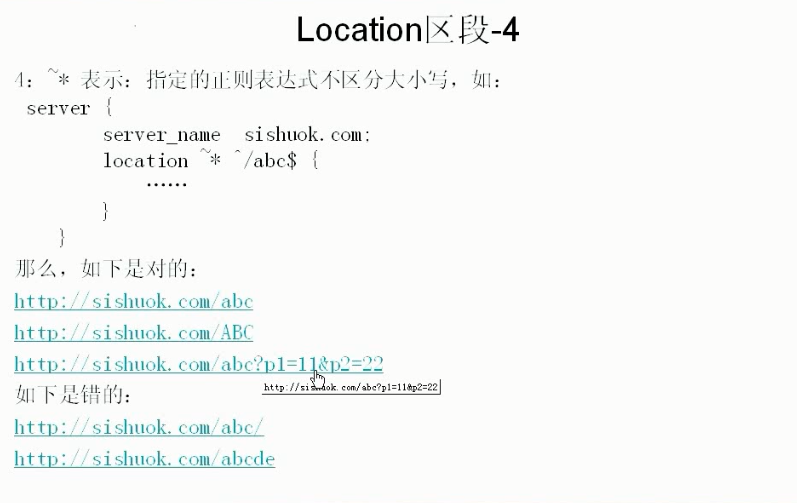 Location区段-4
4：~* 表示：指定的正则表达式不区分大小写，如：
server {
server_name sishuok.com;
location ~* ^/abc$ {
······
}
}
那么，如下是对的：
http://sishuok.com/abc
http://sishuok.com/ABC
http://sishuok.com/abc?p1=11&p2=22
http://sishuok.com/abc?p1=11&p2=22
如下是错的：
http://sishuok.com/abc/
http://sishuok.com/abcde